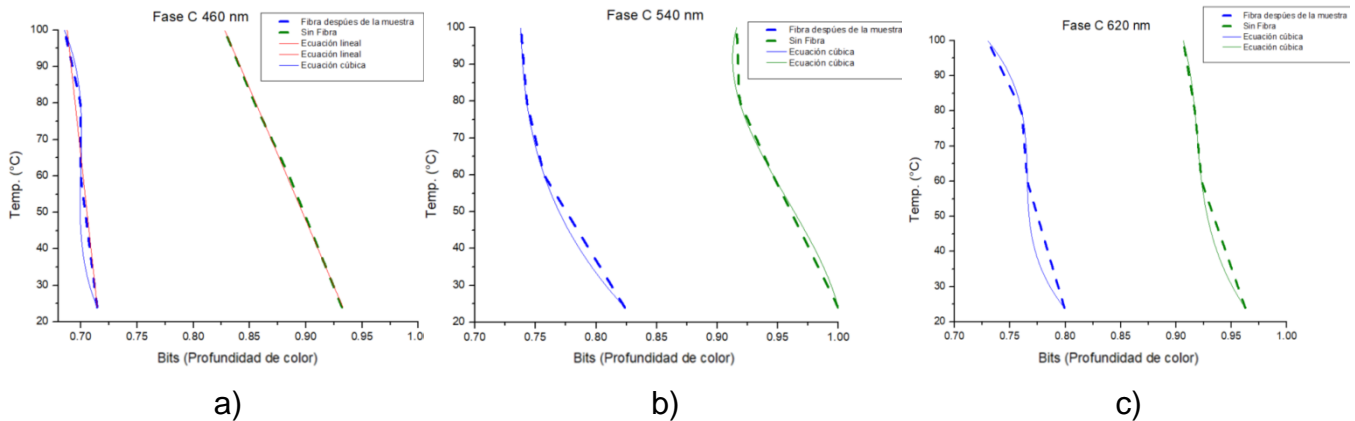 Fase C 460 nm
Fibra despúes de la muestra
Sin Fibra
Ecuación lineal
Ecuación lineal
Ecuación cúbica
Temp. (°C)
100
90
80
70
60
50
40
30
20
0.70
0.75
0.80
0.85
0.90
0.95
1.00
Bits (Profundidad de color)
a)
Fase C 540 nm
Fibra despúes de la muestra
Sin Fibra
Ecuación cúbica
Ecuación cúbica
Temp. (°C)
100
90
80
70
60
50
40
30
20
0.70
0.75
0.80
0.85
0.90
0.95
1.00
Bits (Profundidad de color)
b)
Fase C 620 nm
Fibra despúes de la muestra
Sin Fibra
Ecuación cúbica
Ecuación cúbica
Temp. (°C)
100
90
80
70
60
50
40
30
20
0.70
0.75
0.80
0.85
0.90
0.95
1.00
Bits (Profundidad de color)
c)